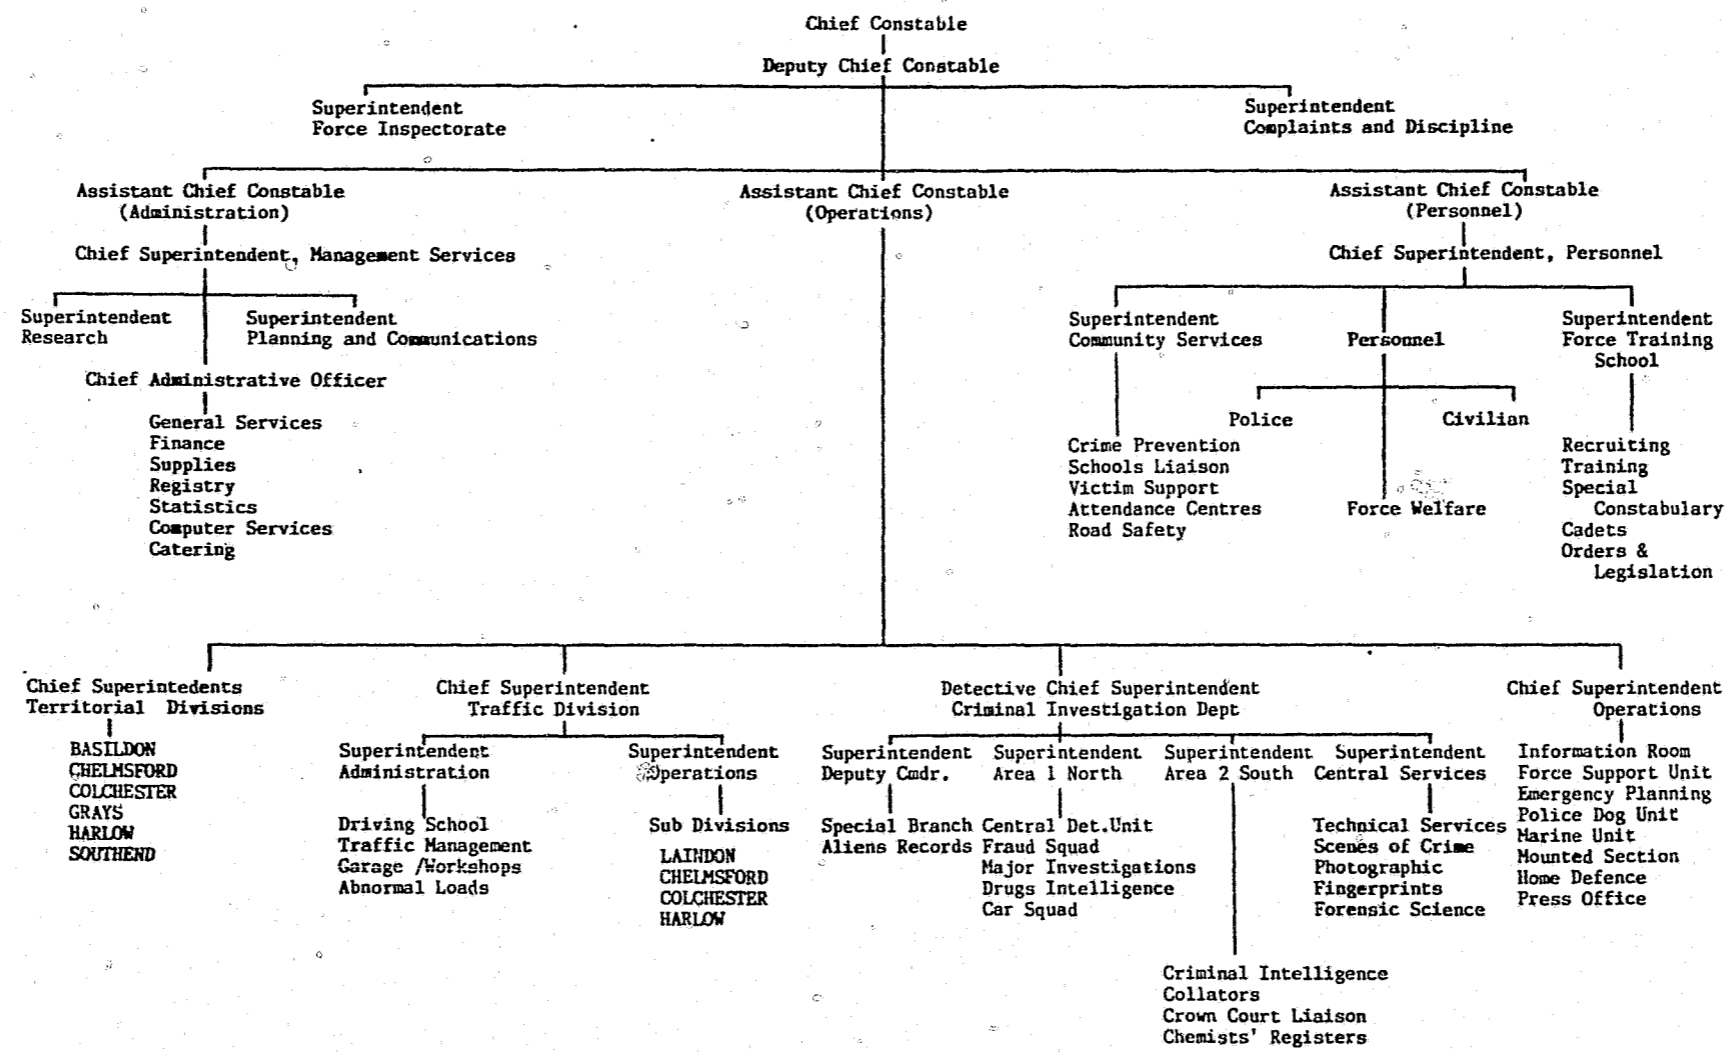 Chief Constable
Deputy Chief Constable
Superintendent
Force Inspectorate
Superintendent
Complaints and Discipline
Assistant Chief Constable
(Administration)
Assistant Chief Constable
(Operations)
Assistant Chief Constable
(Personnel)
Chief Superintendent, Management Services
Chief Superintendent, Personnel
Superintendent
Research
Superintendent
Planning and Communications
Chief Administrative Officer
General Services
Finance
Supplies
Registry
Statistics
Computer Services
Catering
Superintendent
Community Services
Crime Prevention
Schools Liaison
Victim Support
Attendance Centres
Road Safety
Personnel
Police
Civilian
Force Welfare
Superintendent
Force Training
School
Recruiting
Training
Special
Constabulary
Cadets
Orders &
Legislation
Chief Superintedents
Territorial Divisions
BASILDON
CHELMSFORD
COLCHESTER
GRAYS
HARLOW
SOUTHEND
Chief Superintendent
Traffic Division
Superintendent
Administration
Driving School
Traffic Management
Garage /Workshops
Abnormal Loads
Superintendent
Operations
Sub Divisions
LAINDON
CHELMSFORD
COLCHESTER
HARLOW
Detective Chief Superintendent
Criminal Investigation Dept
Superintendent
Deputy Cmdr.
Special Branch
Aliens Records
Superintendent
Area 1 North
Central Det.Unit
Fraud Squad
Major Investigations
Drugs Intelligence
Car Squad
Superintendent
Area 2 South
Criminal Intelligence
Collators
Crown Court Liaison
Chemists' Registers
Superintendent
Central Services
Technical Services
Scenes of Crime
Photographic
Fingerprints
Forensic Science
Chief Superintendent
Operations
Information Room
Force Support Unit
Emergency Planning
Police Dog Unit
Marine Unit
Mounted Section
Home Defence
Press Office